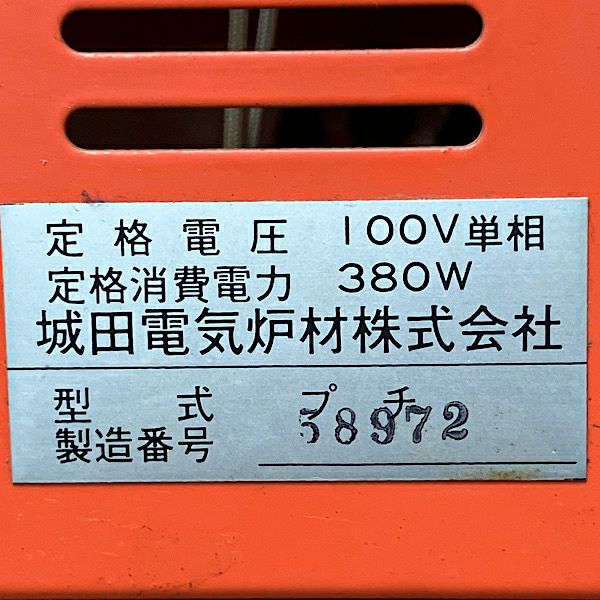 定格電圧 100V単相
定格消費電力 380W
城田電気炉材株式会社
型式 プチ
製造番号 58972